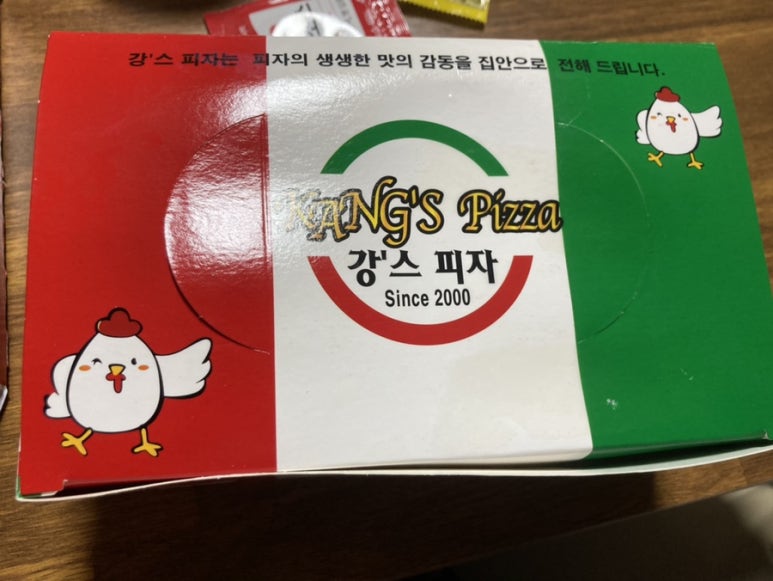 강'스 피자는 피자의 생생한 맛의 감동을 집안으로 전해 드립니다.
KANG'S Pizza
강'스 피자
Since 2000